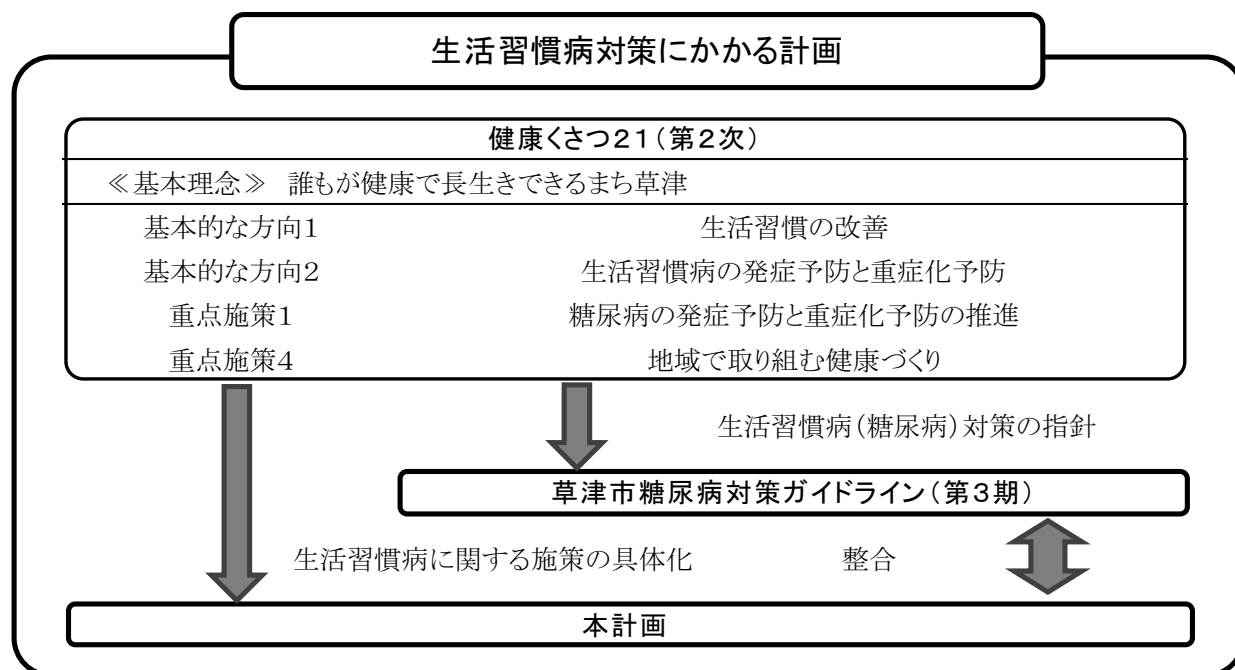 生活習慣病対策にかかる計画
健康くさつ２１（第２次）
≪基本理念≫　誰もが健康で長生きできるまち草津
基本的な方向１　生活習慣の改善
基本的な方向２　生活習慣病の発症予防と重症化予防
重点施策１　糖尿病の発症予防と重症化予防の推進
重点施策４　地域で取り組む健康づくり
生活習慣病（糖尿病）対策の指針
草津市糖尿病対策ガイドライン（第３期）
生活習慣病に関する施策の具体化　整合
本計画